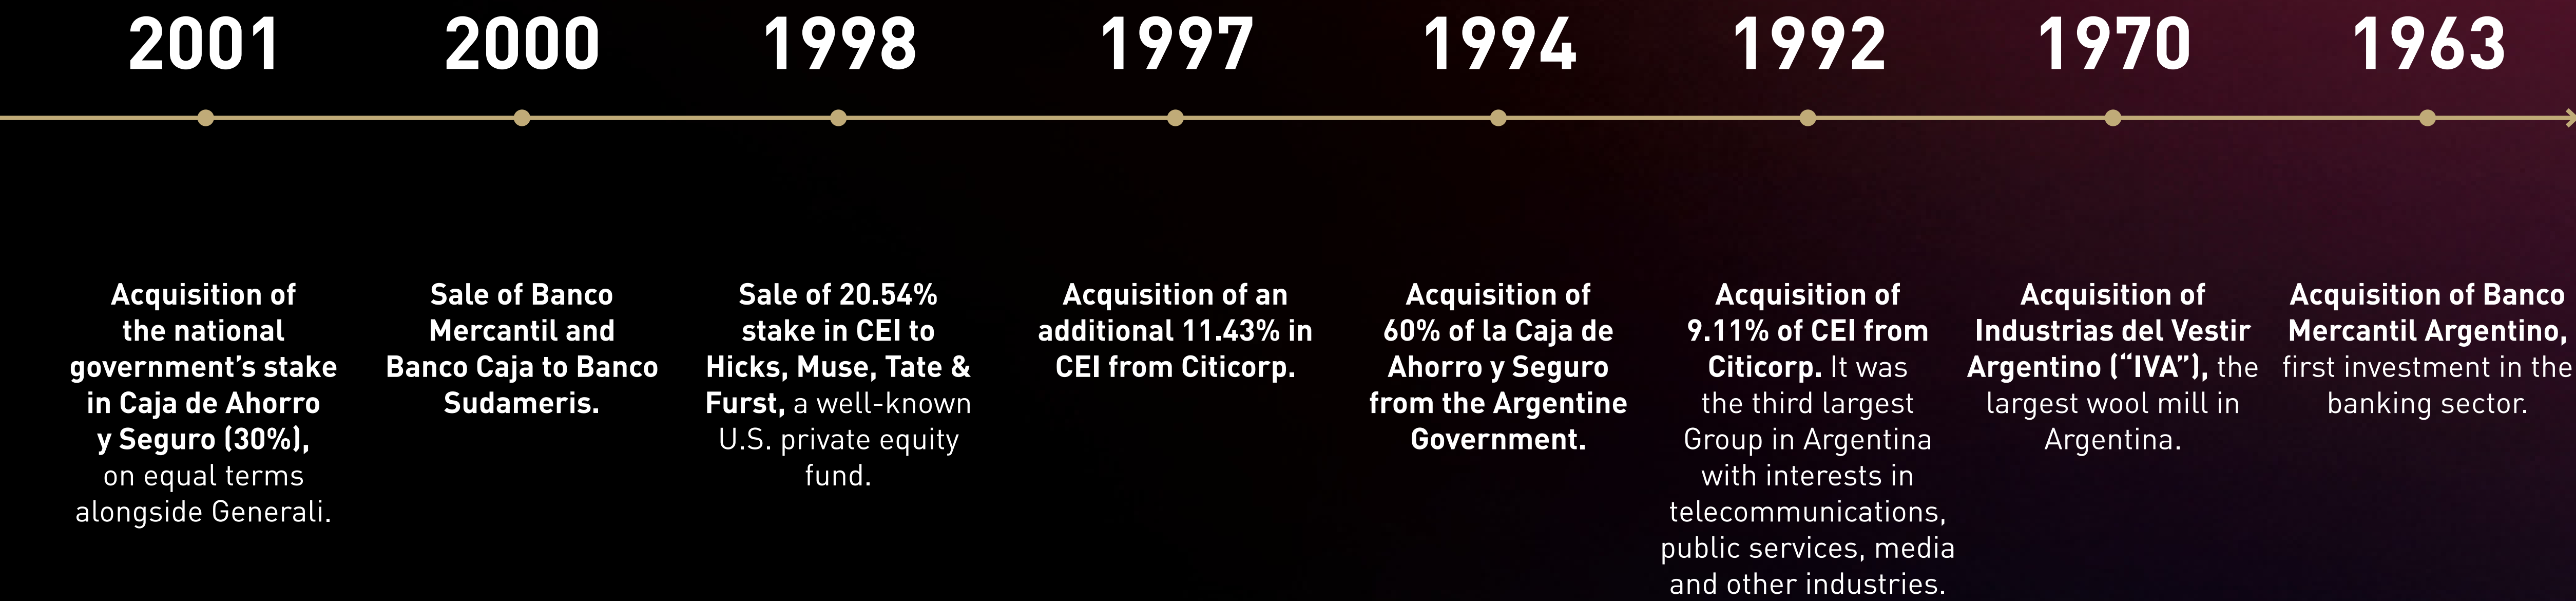 2001
Acquisition of
the national
government’s stake
in Caja de Ahorro
y Seguro (30%),
on equal terms
alongside Generali.
2000
Sale of Banco
Mercantil and
Banco Caja to Banco
Sudameris.
1998
Sale of 20.54%
stake in CEI to
Hicks, Muse, Tate &
Furst, a well-known
U.S. private equity
fund.
1997
Acquisition of an
additional 11.43% in
CEI from Citicorp.
1994
Acquisition of
60% of la Caja de
Ahorro y Seguro
from the Argentine
Government.
1992
Acquisition of
9.11% of CEI from
Citicorp. It was
the third largest
Group in Argentina
with interests in
telecommunications,
public services, media
and other industries.
1970
Acquisition of
Industrias del Vestir
Argentino (“IVA”), the
largest wool mill in
Argentina.
1963
Acquisition of Banco
Mercantil Argentino,
first investment in the
banking sector.